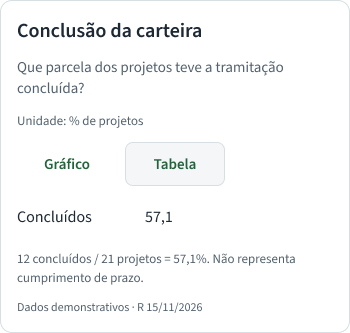 Conclusão da carteira
Que parcela dos projetos teve a tramitação
concluída?
Unidade: % de projetos
Gráfico Tabela
Concluídos 57,1
12 concluídos / 21 projetos = 57,1%. Não representa
cumprimento de prazo.
Dados demonstrativos · R 15/11/2026